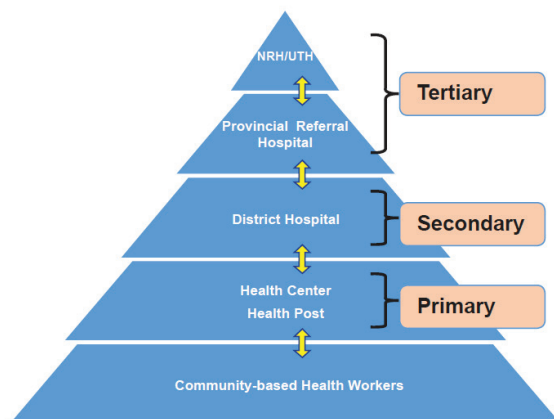 NRH/UTH
Tertiary
Provincial Referral
Hospital
District Hospital
Secondary
Health Center
Health Post
Primary
Community-based Health Workers